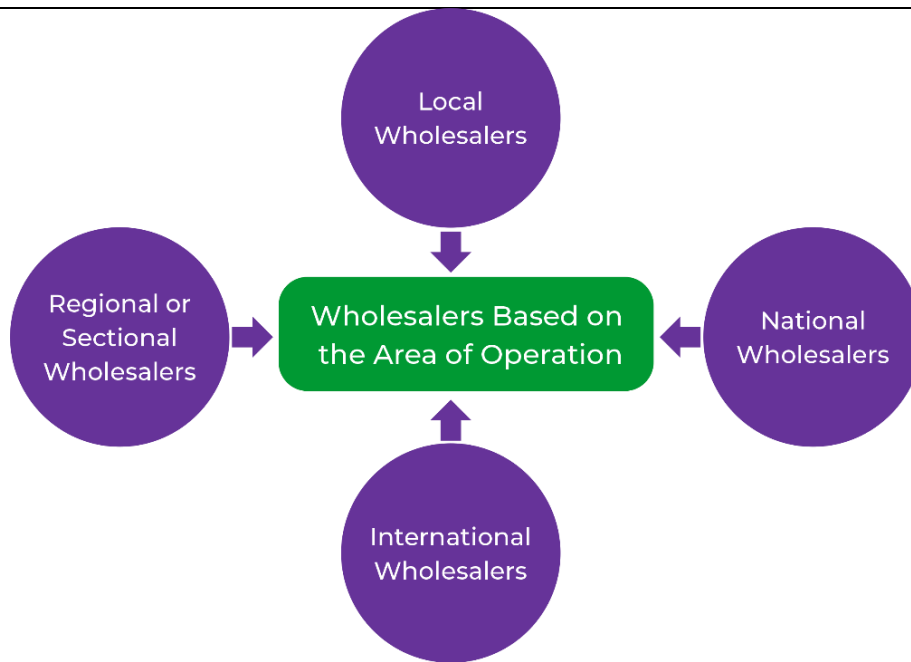 Local
Wholesalers
Regional or
Sectional
Wholesalers
Wholesalers Based on
the Area of Operation
National
Wholesalers
International
Wholesalers